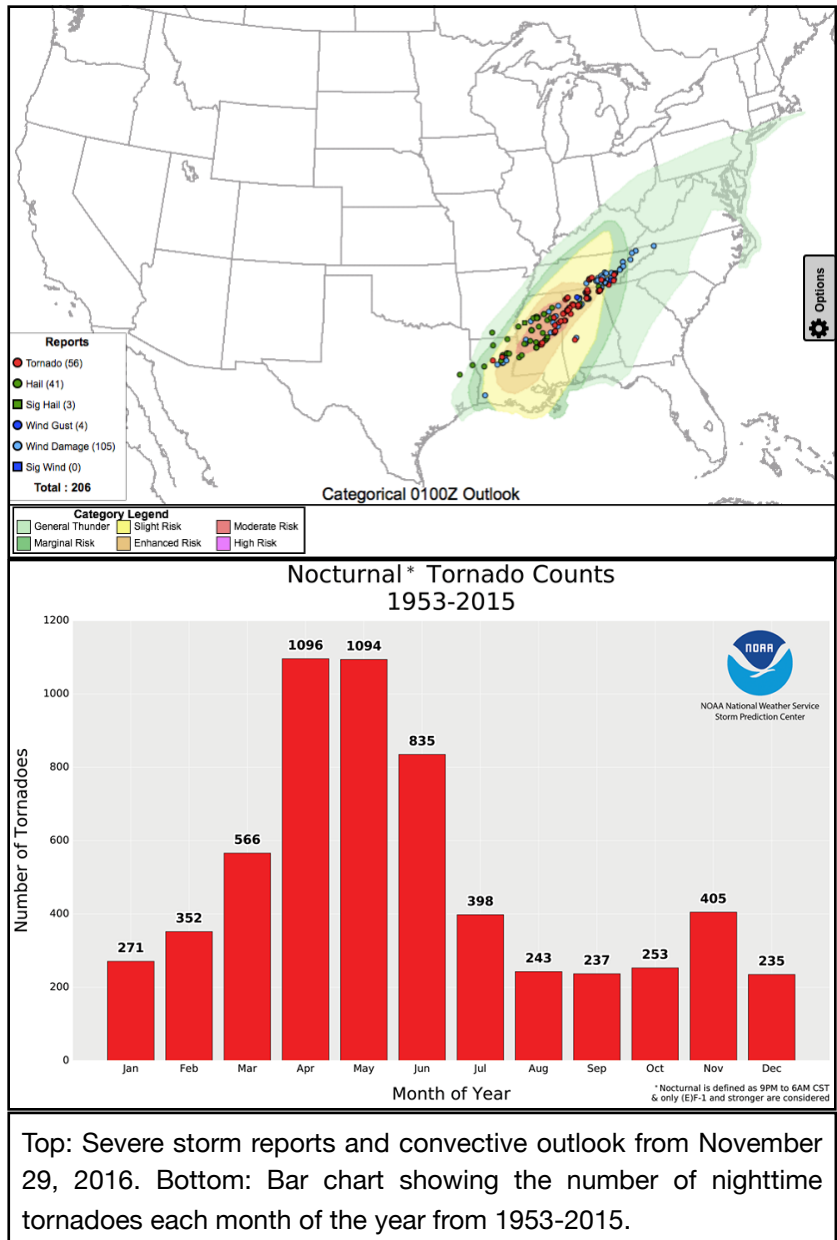 Options
Reports
Tornado (56)
Hail (41)
Sig Hail (3)
Wind Gust (4)
Wind Damage (105)
Sig Wind (0)
Total : 206
Categorical 0100Z Outlook
Category Legend
General Thunder Slight Risk Moderate Risk
Marginal Risk Enhanced Risk High Risk
Nocturnal* Tornado Counts
1953-2015
NOAA
NOAA National Weather Service
Storm Prediction Center
Number of Tornadoes
1200
1000
800
600
400
200
0
271
352
566
1096
1094
835
398
243
237
253
405
235
Jan Feb Mar Apr May Jun Jul Aug Sep Oct Nov Dec
Month of Year
*Nocturnal is defined as 9PM to 6AM CST
& only (E)F-1 and stronger are considered
Top: Severe storm reports and convective outlook from November
29, 2016. Bottom: Bar chart showing the number of nighttime
tornadoes each month of the year from 1953-2015.